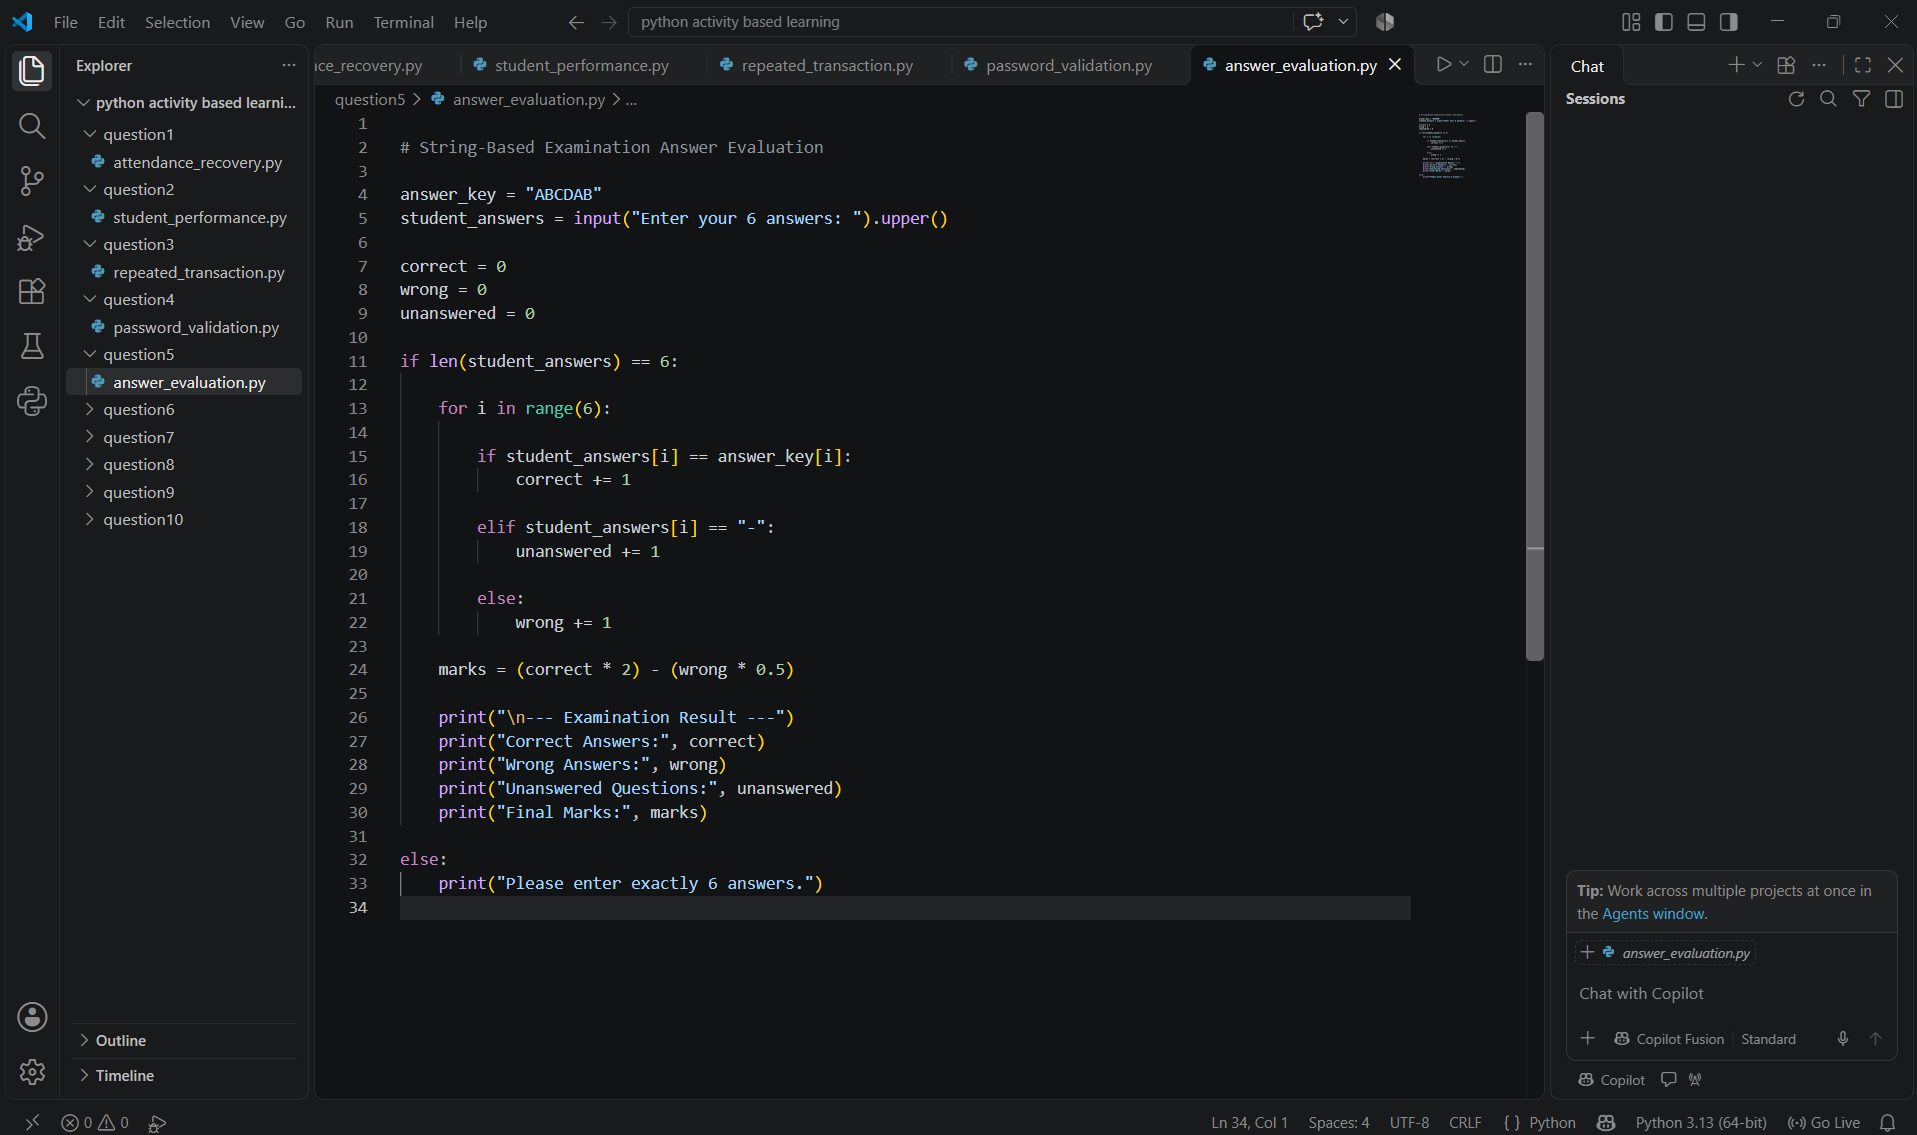 File Edit Selection View Go Run Terminal Help
python activity based learning
Explorer
python activity based learni...
question1
attendance_recovery.py
question2
student_performance.py
question3
repeated_transaction.py
question4
password_validation.py
question5
answer_evaluation.py
question6
question7
question8
question9
question10
Outline
Timeline
ce_recovery.py student_performance.py repeated_transaction.py password_validation.py answer_evaluation.py
question5 > answer_evaluation.py > ...
1
2 # String-Based Examination Answer Evaluation
3
4 answer_key = "ABCDAB"
5 student_answers = input("Enter your 6 answers: ").upper()
6
7 correct = 0
8 wrong = 0
9 unanswered = 0
10
11 if len(student_answers) == 6:
12
13 for i in range(6):
14
15 if student_answers[i] == answer_key[i]:
16 correct += 1
17
18 elif student_answers[i] == "-":
19 unanswered += 1
20
21 else:
22 wrong += 1
23
24 marks = (correct * 2) - (wrong * 0.5)
25
26 print("\n--- Examination Result ---")
27 print("Correct Answers:", correct)
28 print("Wrong Answers:", wrong)
29 print("Unanswered Questions:", unanswered)
30 print("Final Marks:", marks)
31
32 else:
33 print("Please enter exactly 6 answers.")
34
Chat
Sessions
Tip: Work across multiple projects at once in
the Agents window.
answer_evaluation.py
Chat with Copilot
Copilot Fusion Standard
Copilot
0 0
Ln 34, Col 1 Spaces: 4 UTF-8 CRLF { } Python Python 3.13 (64-bit) Go Live